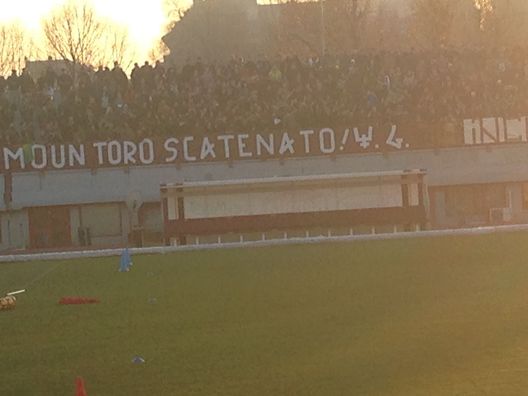 MOUN TORO SCATENATO! W. G.